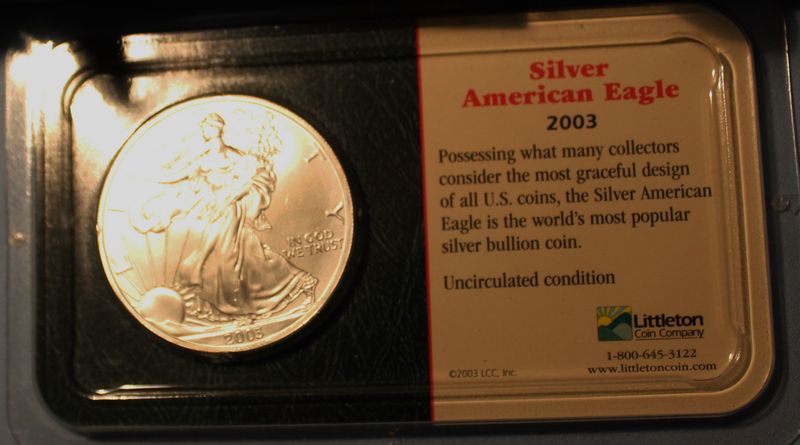 L I T Y
IN GOD
WE TRUST
2003
Silver
American Eagle
2003
Possessing what many collectors
consider the most graceful design
of all U.S. coins, the Silver American
Eagle is the world's most popular
silver bullion coin.
Uncirculated condition
Littleton
Coin Company
1-800-645-3122
©2003 LCC, Inc.
www.littletoncoin.com